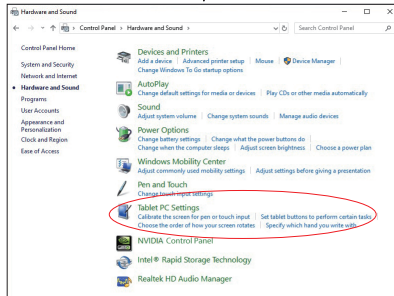 Hardware and Sound
Control Panel > Hardware and Sound >
Search Control Panel
Control Panel Home
System and Security
Network and Internet
Hardware and Sound
Programs
User Accounts
Appearance and
Personalization
Clock and Region
Ease of Access
Devices and Printers
Add a device | Advanced printer setup | Mouse | Device Manager |
Change Windows To Go startup options
AutoPlay
Change default settings for media or devices | Play CDs or other media automatically
Sound
Adjust system volume | Change system sounds | Manage audio devices
Power Options
Change battery settings | Change what the power buttons do |
Change when the computer sleeps | Adjust screen brightness | Choose a power plan
Windows Mobility Center
Adjust commonly used mobility settings | Adjust settings before giving a presentation
Pen and Touch
Change touch input settings
Tablet PC Settings
Calibrate the screen for pen or touch input | Set tablet buttons to perform certain tasks
Choose the order of how your screen rotates | Specify which hand you write with
NVIDIA Control Panel
Intel® Rapid Storage Technology
Realtek HD Audio Manager